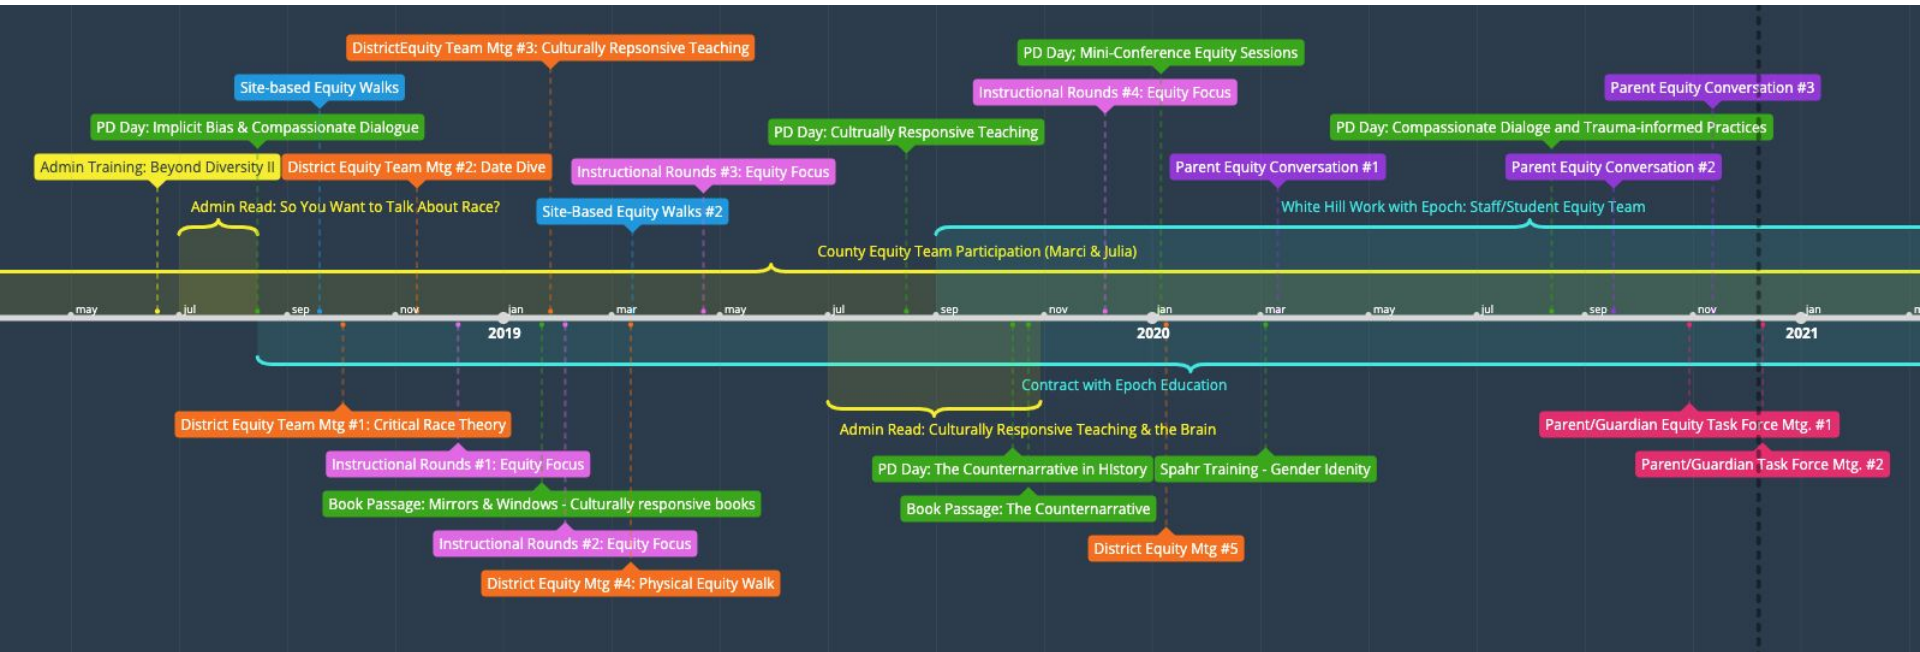 DistrictEquity Team Mtg #3: Culturally Repsonsive Teaching
PD Day; Mini-Conference Equity Sessions
Site-based Equity Walks
Instructional Rounds #4: Equity Focus
Parent Equity Conversation #3
PD Day: Implicit Bias & Compassionate Dialogue
PD Day: Cultrually Responsive Teaching
PD Day: Compassionate Dialoge and Trauma-informed Practices
Admin Training: Beyond Diversity II
District Equity Team Mtg #2: Date Dive
Instructional Rounds #3: Equity Focus
Parent Equity Conversation #1
Parent Equity Conversation #2
Admin Read: So You Want to Talk About Race?
Site-Based Equity Walks #2
White Hill Work with Epoch: Staff/Student Equity Team
County Equity Team Participation (Marci & Julia)
may jul sep nov jan mar may jul sep nov jan mar may jul sep nov jan
2019 2020 2021
Contract with Epoch Education
District Equity Team Mtg #1: Critical Race Theory
Admin Read: Culturally Responsive Teaching & the Brain
Parent/Guardian Equity Task Force Mtg. #1
Instructional Rounds #1: Equity Focus
PD Day: The Counternarrative in HIstory
Spahr Training - Gender Idenity
Parent/Guardian Task Force Mtg. #2
Book Passage: Mirrors & Windows - Culturally responsive books
Book Passage: The Counternarrative
Instructional Rounds #2: Equity Focus
District Equity Mtg #5
District Equity Mtg #4: Physical Equity Walk